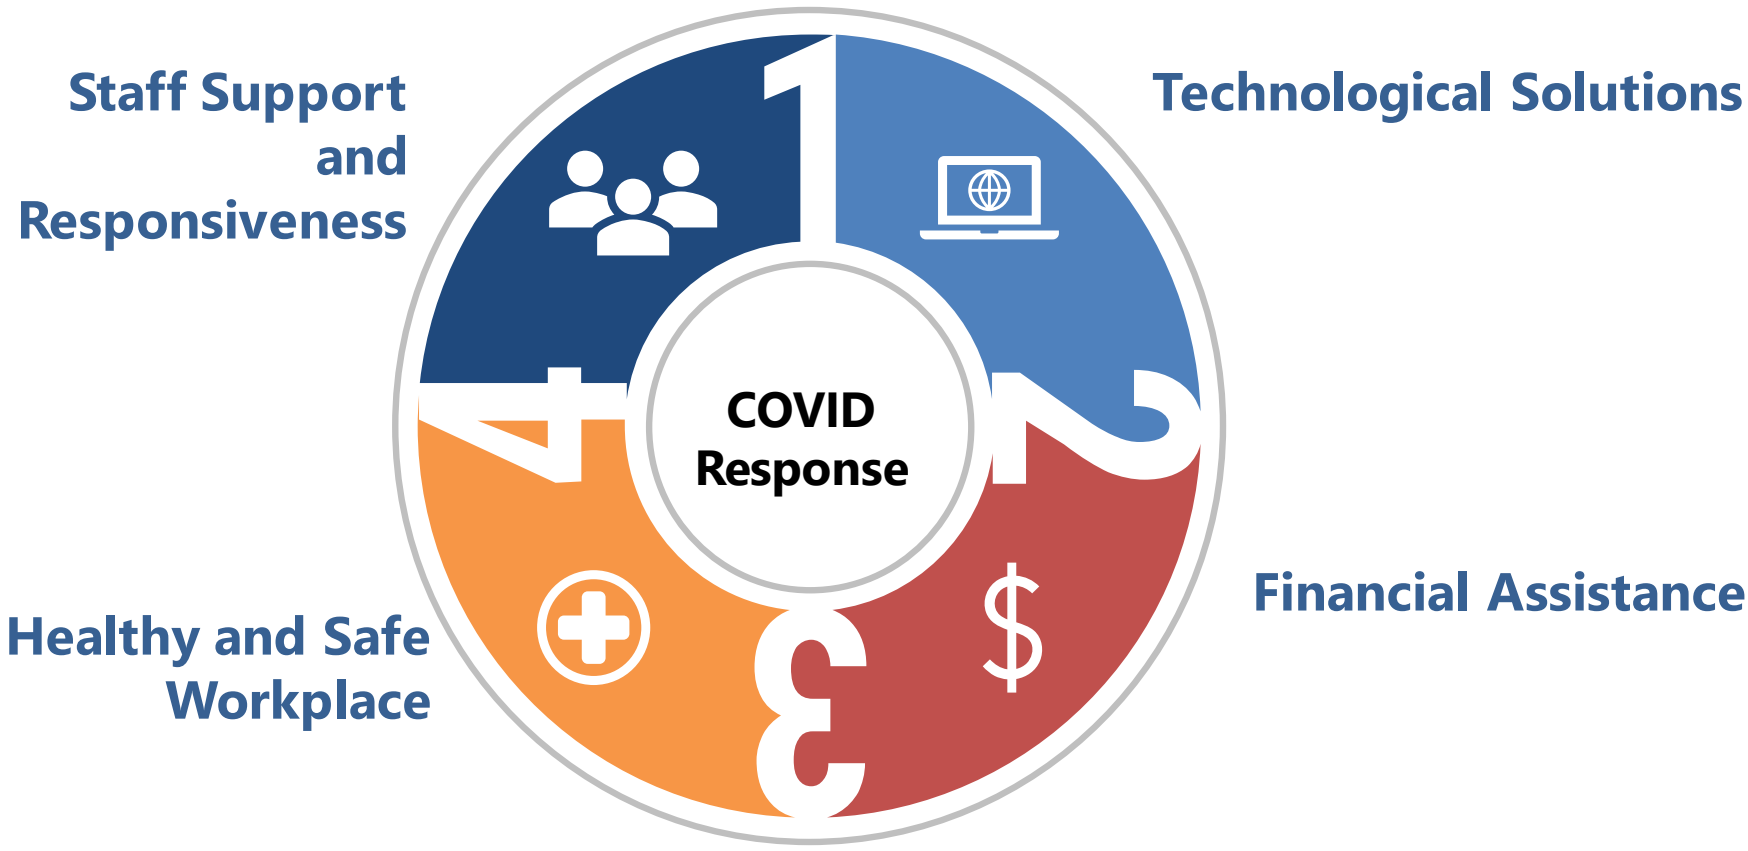 Staff Support
and
Responsiveness
1
Technological Solutions
4
COVID
Response
2
Healthy and Safe
Workplace
3
$
Financial Assistance